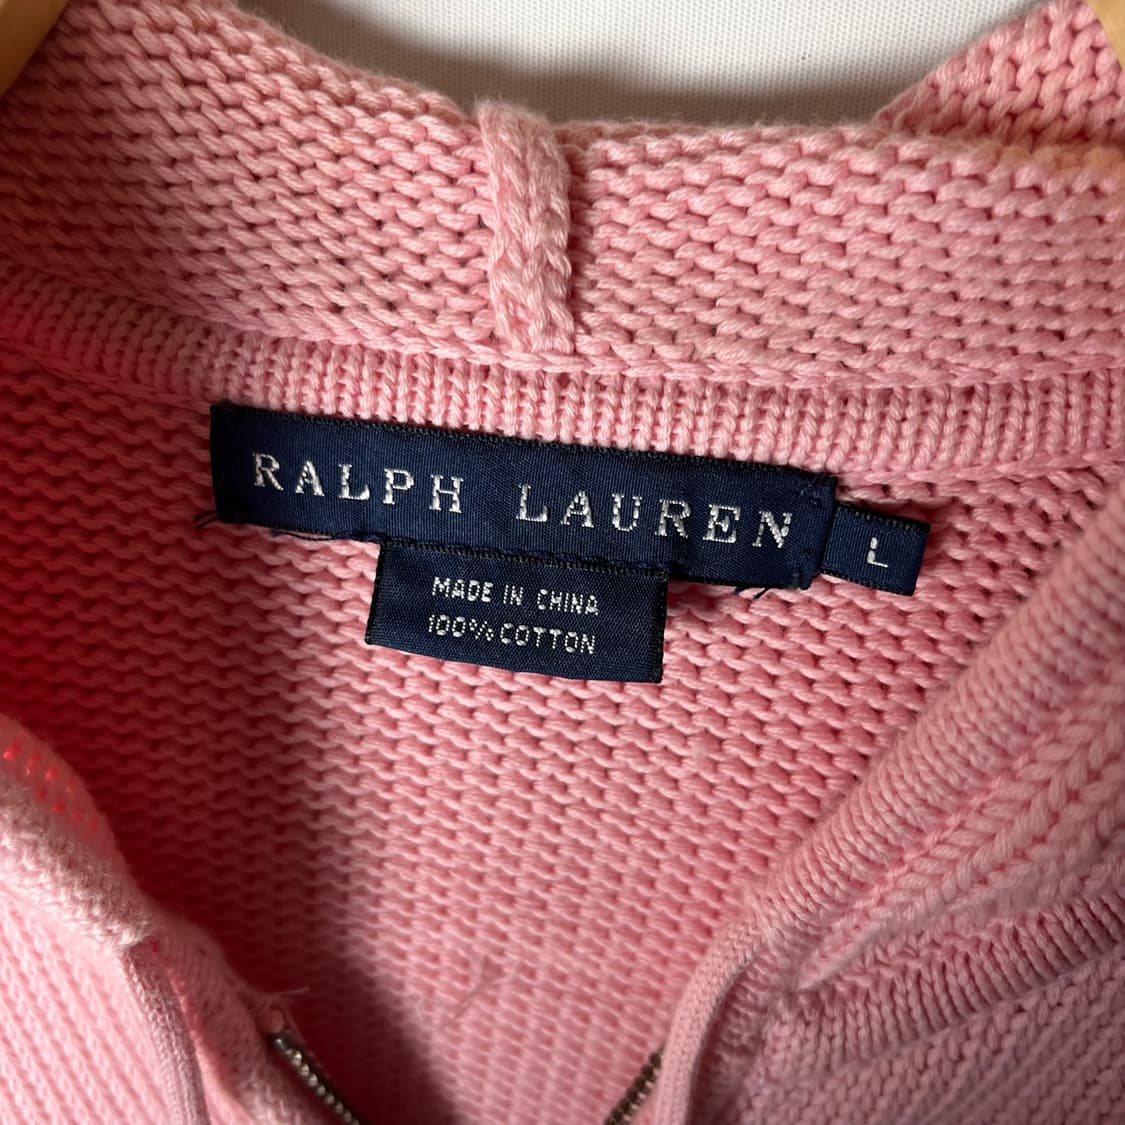 RALPH LAUREN
L
MADE IN CHINA
100% COTTON